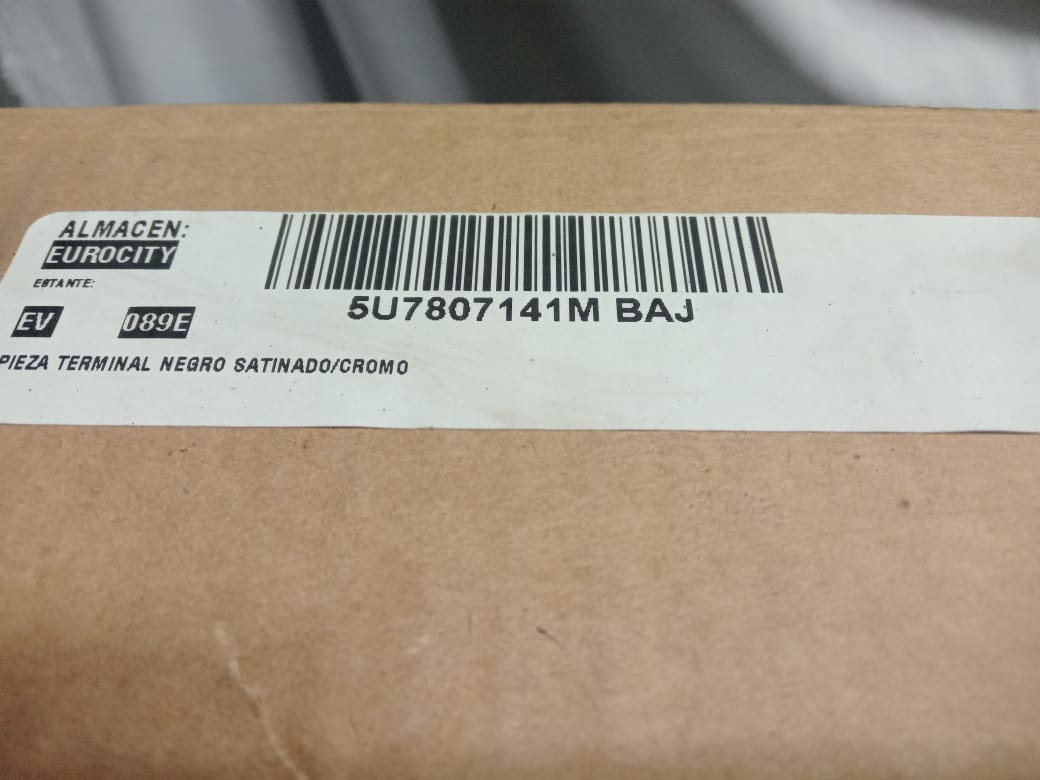 ALMACEN:
EUROCITY
ESTANTE:
EV 089E
5U7807141M BAJ
PIEZA TERMINAL NEGRO SATINADO/CROMO